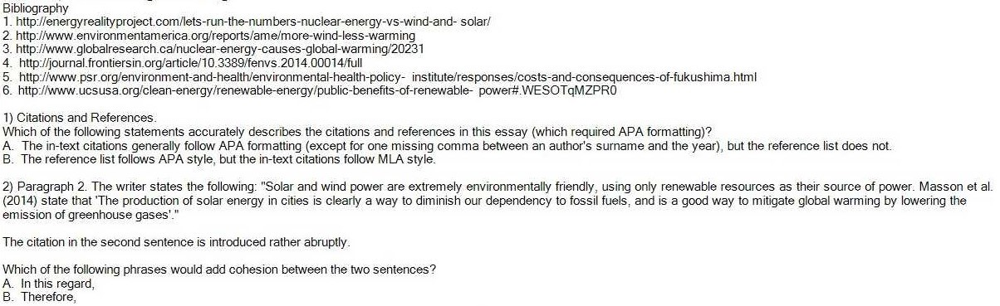 Bibliography
1. http://energyrealityproject.com/lets-run-the-numbers-nuclear-energy-vs-wind-and- solar/
2. http://www.environmentamerica.org/reports/ame/more-wind-less-warming
3. http://www.globalresearch.ca/nuclear-energy-causes-global-warming/20231
4. http://journal.frontiersin.org/article/10.3389/fenvs.2014.00014/full
5. http://www.psr.org/environment-and-health/environmental-health-policy- institute/responses/costs-and-consequences-of-fukushima.html
6. http://www.ucsusa.org/clean-energy/renewable-energy/public-benefits-of-renewable- power#.WESOTqMZPR0
1) Citations and References.
Which of the following statements accurately describes the citations and references in this essay (which required APA formatting)?
A. The in-text citations generally follow APA formatting (except for one missing comma between an author's surname and the year), but the reference list does not.
B. The reference list follows APA style, but the in-text citations follow MLA style.
2) Paragraph 2. The writer states the following: "Solar and wind power are extremely environmentally friendly, using only renewable resources as their source of power. Masson et al.
(2014) state that 'The production of solar energy in cities is clearly a way to diminish our dependency to fossil fuels, and is a good way to mitigate global warming by lowering the
emission of greenhouse gases'."
The citation in the second sentence is introduced rather abruptly.
Which of the following phrases would add cohesion between the two sentences?
A. In this regard,
B. Therefore,